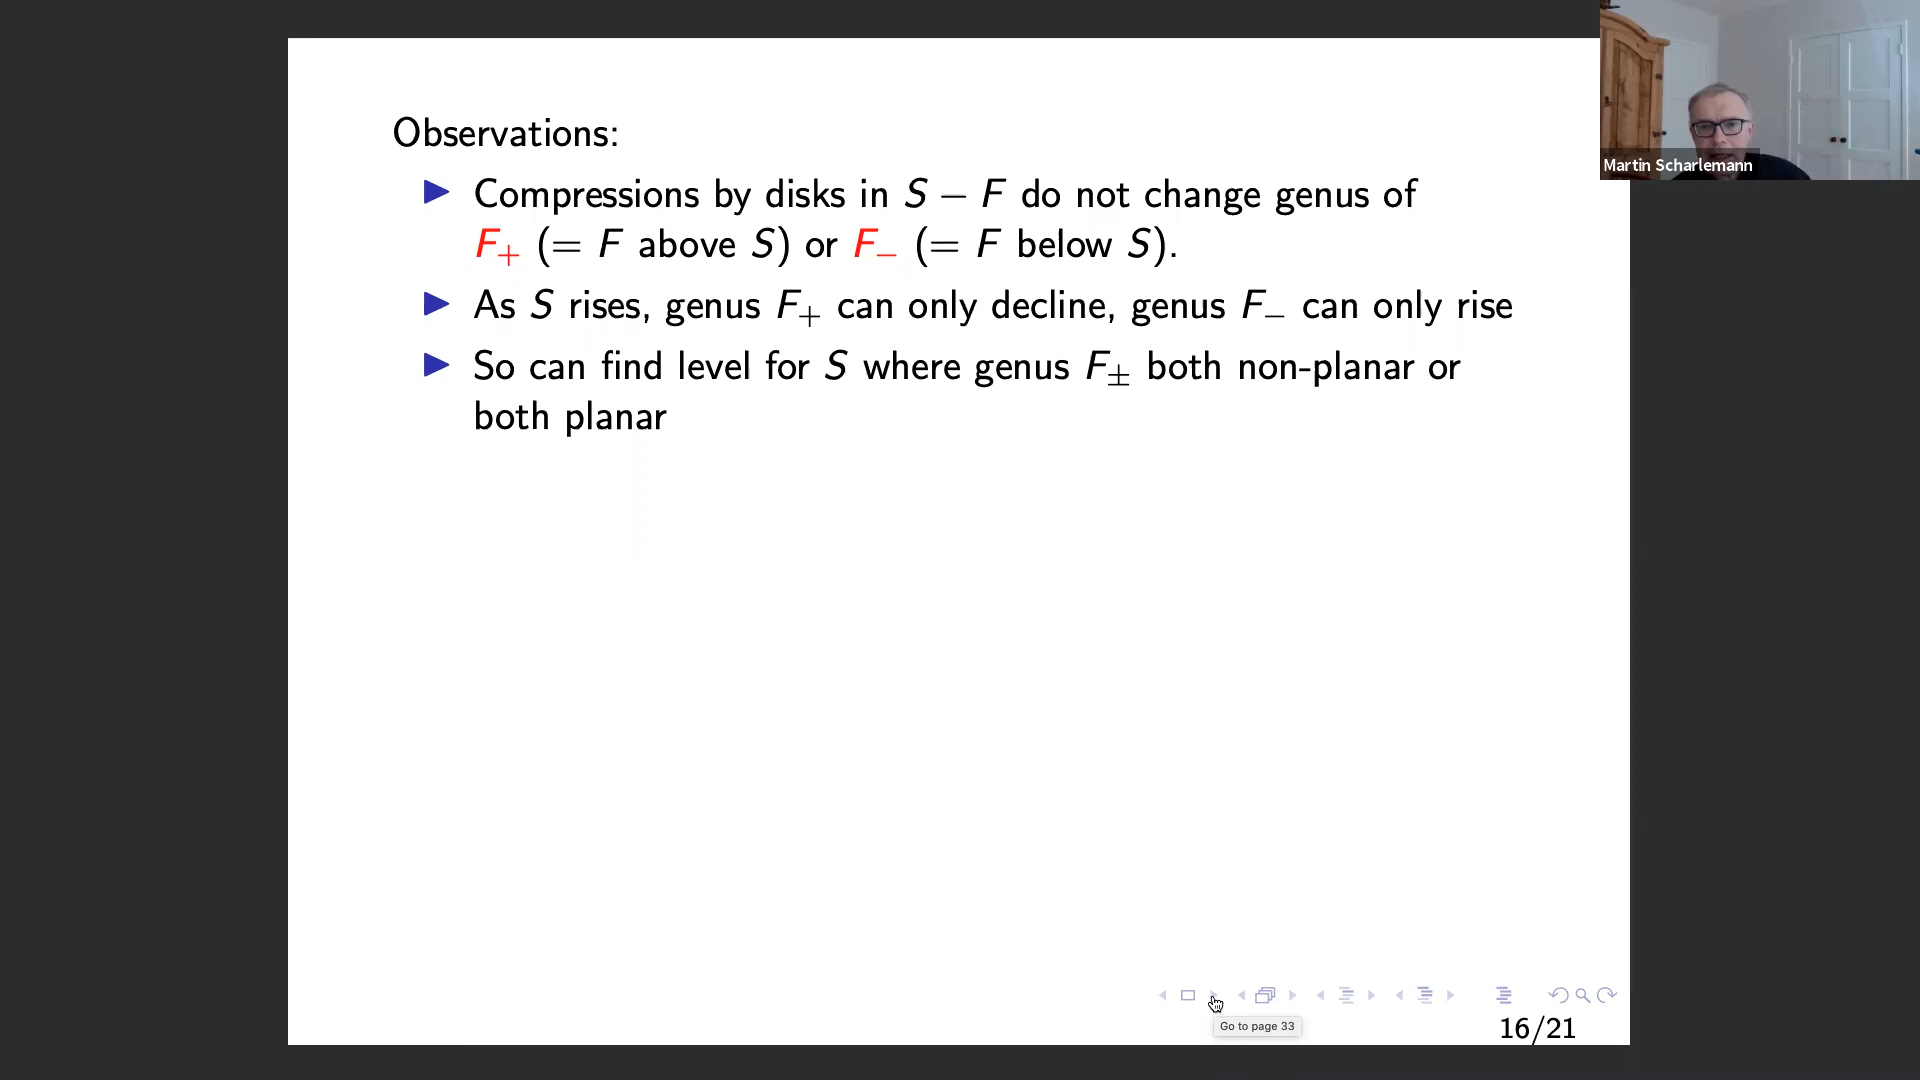 Observations:
▶ Compressions by disks in S − F do not change genus of
F₊ (= F above S) or F₋ (= F below S).
▶ As S rises, genus F₊ can only decline, genus F₋ can only rise
▶ So can find level for S where genus F± both non-planar or
both planar
Martin Scharlemann
Go to page 33
16/21